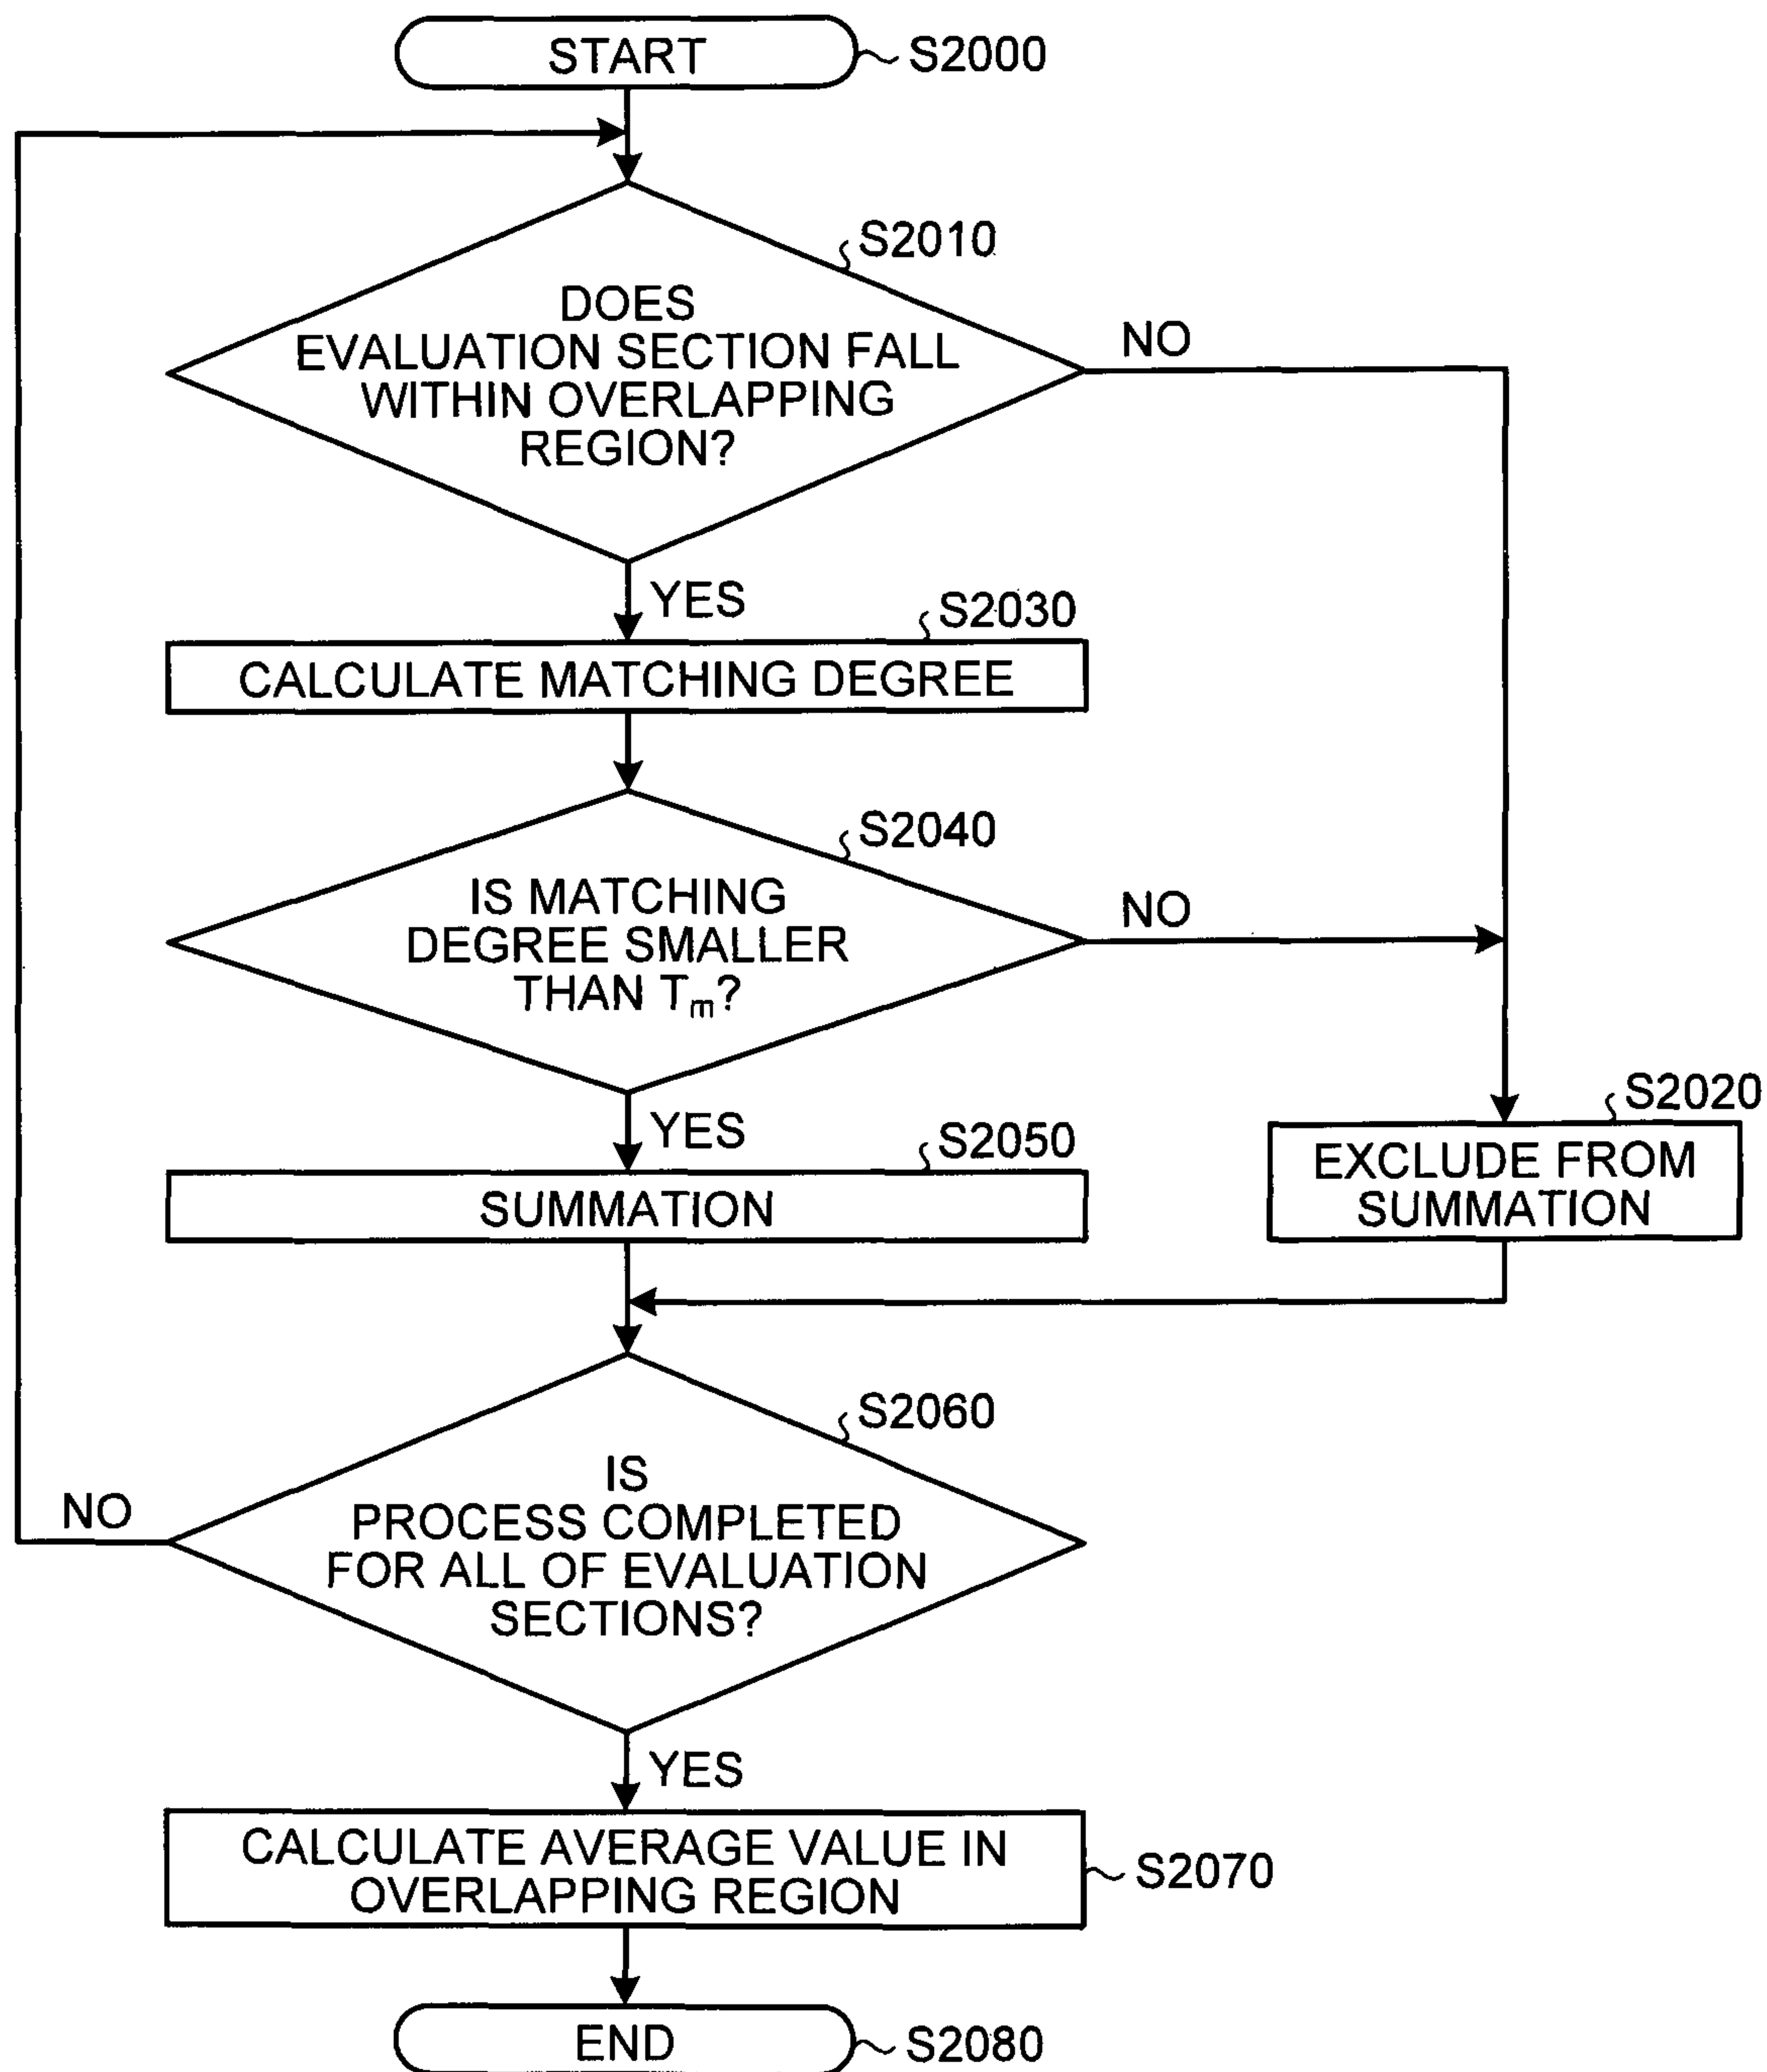 START
S2000
S2010
DOES
EVALUATION SECTION FALL
WITHIN OVERLAPPING
REGION?
NO
YES
S2030
CALCULATE MATCHING DEGREE
S2040
IS MATCHING
DEGREE SMALLER
THAN Tm?
NO
YES
S2050
SUMMATION
S2020
EXCLUDE FROM
SUMMATION
S2060
IS
PROCESS COMPLETED
FOR ALL OF EVALUATION
SECTIONS?
NO
YES
CALCULATE AVERAGE VALUE IN
OVERLAPPING REGION
S2070
END
S2080